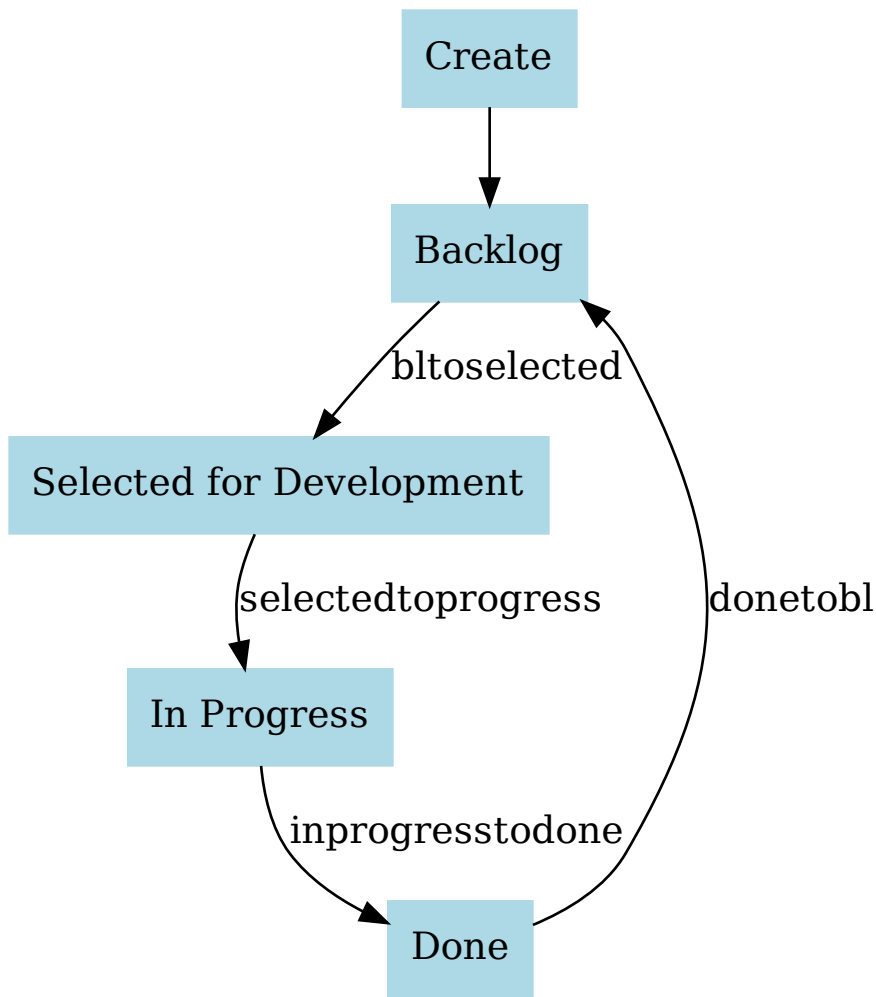 Create
Backlog
bltoselected
Selected for Development
selectedtoprogress
donetobl
In Progress
inprogresstodone
Done